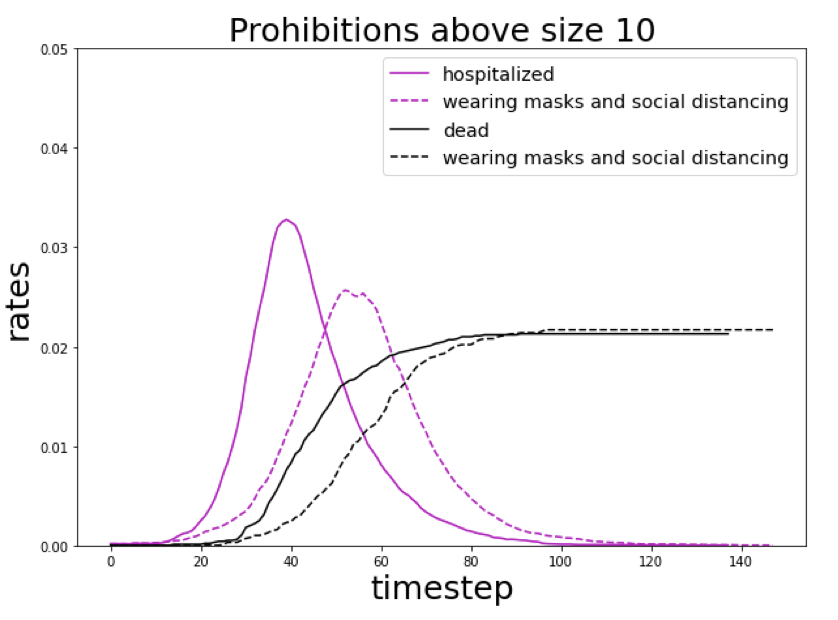 Prohibitions above size 10
0.05
hospitalized
wearing masks and social distancing
dead
wearing masks and social distancing
0.04
0.03
0.02
0.01
0.00
rates
0 20 40 60 80 100 120 140
timestep